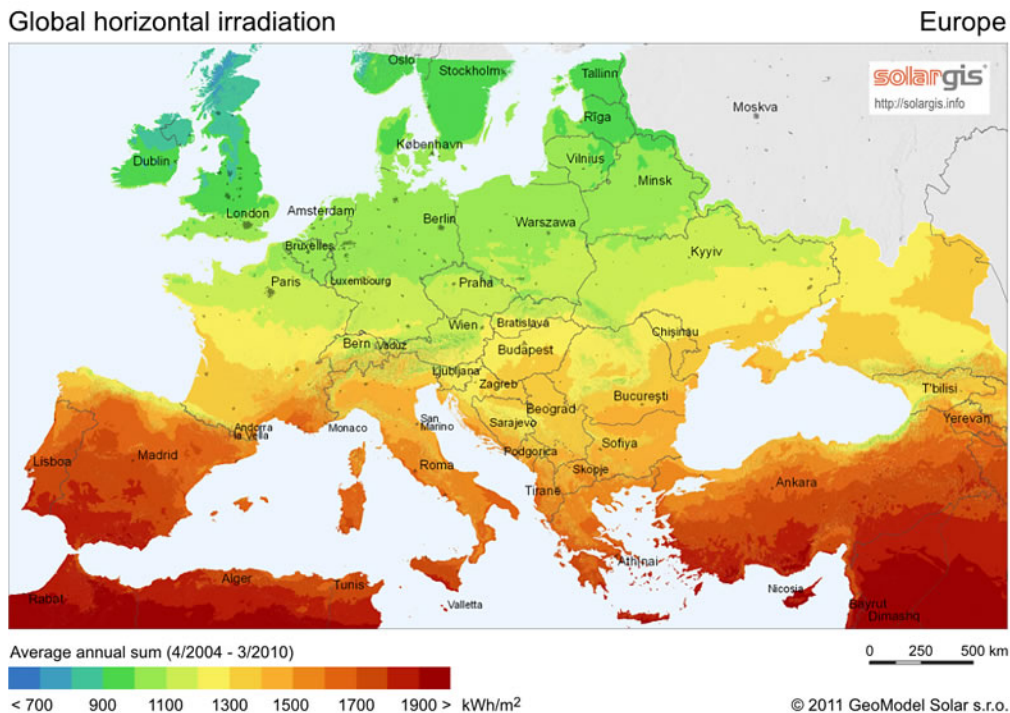 Global horizontal irradiation
Europe
solargis
http://solargis.info
Oslo
Stockholm
Tallinn
Rīga
Moskva
København
Dublin
Vilnius
Minsk
London
Amsterdam
Berlin
Warszawa
Bruxelles
Kyyiv
Paris
Luxembourg
Praha
Wien
Bratislava
Bern
Vaduz
Budapest
Chişinau
Ljubljana
Zagreb
Bucureşti
T'bilisi
Beograd
Yerevan
Andorra
la Vella
Monaco
San
Marino
Sarajevo
Sofiya
Podgorica
Lisboa
Madrid
Roma
Skopje
Ankara
Tiranë
Athínai
Alger
Tunis
Nicosia
Rabat
Valletta
Bayrut
Dimashq
Average annual sum (4/2004 - 3/2010)
0 250 500 km
< 700 900 1100 1300 1500 1700 1900 > kWh/m²
© 2011 GeoModel Solar s.r.o.